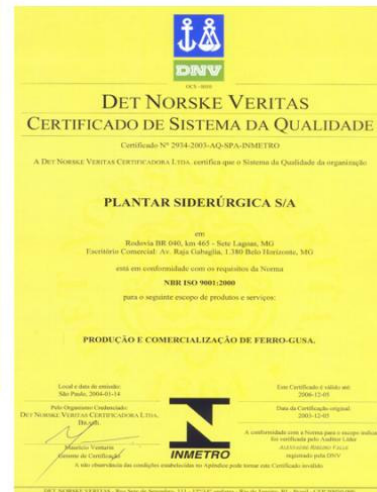 DNV
DET NORSKE VERITAS
CERTIFICADO DE SISTEMA DA QUALIDADE
Certificado Nº 2934-2003-AQ-SPA-INMETRO
A DET NORSKE VERITAS CERTIFICADORA LTDA. certifica que o Sistema da Qualidade da organização
PLANTAR SIDERÚRGICA S/A
em
Rodovia BR 040, km 465 - Sete Lagoas, MG
Escritório Comercial: Av. Raja Gabaglia, 1.380 Belo Horizonte, MG
está em conformidade com os requisitos da Norma
NBR ISO 9001:2000
para o seguinte escopo de produtos e serviços:
PRODUÇÃO E COMERCIALIZAÇÃO DE FERRO-GUSA.
Local e data de emissão:
São Paulo, 2004-01-14
Pelo Organismo Credenciado:
DET NORSKE VERITAS CERTIFICADORA LTDA.
BRASIL
Maurício Venturin
Gerente de Certificação
INMETRO
Este Certificado é válido até:
2006-12-05
Data da Certificação original:
2003-12-05
A conformidade com a Norma para o escopo indicado
foi verificada pelo Auditor Líder
registrado pela DNV
A não observância das condições estabelecidas no Apêndice pode tornar este Certificado inválido